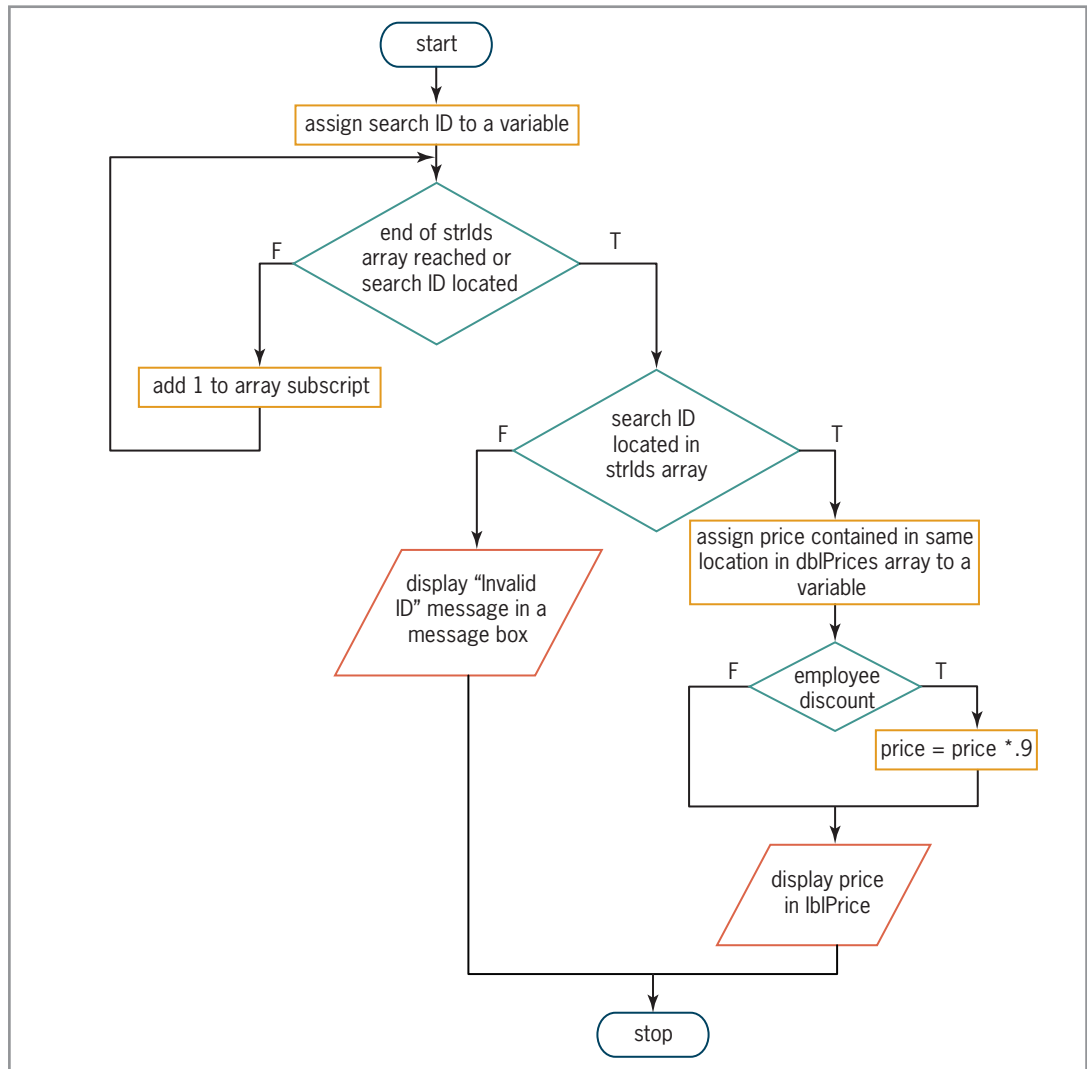 start
assign search ID to a variable
end of strIds
array reached or
search ID located
F
T
add 1 to array subscript
search ID
located in
strIds array
F
T
assign price contained in same
location in dblPrices array to a
variable
display “Invalid
ID” message in a
message box
employee
discount
F
T
price = price *.9
display price
in lblPrice
stop